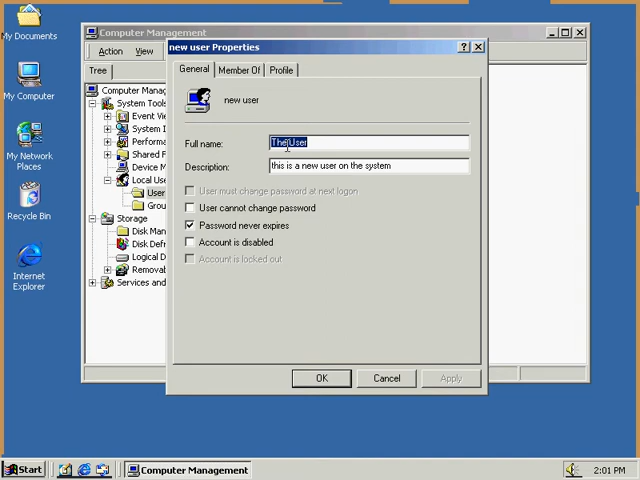 My Documents
My Computer
My Network
Places
Recycle Bin
Internet
Explorer
Computer Management
Action View
Tree
Computer Manag
System Tools
Event Vie
System I
Performa
Shared F
Device M
Local Use
User
Grou
Storage
Disk Man
Disk Defr
Logical D
Removab
Services and
new user Properties
General Member Of Profile
new user
Full name: The User
Description: this is a new user on the system
User must change password at next logon
User cannot change password
Password never expires
Account is disabled
Account is locked out
OK Cancel Apply
Start Computer Management 2:01 PM